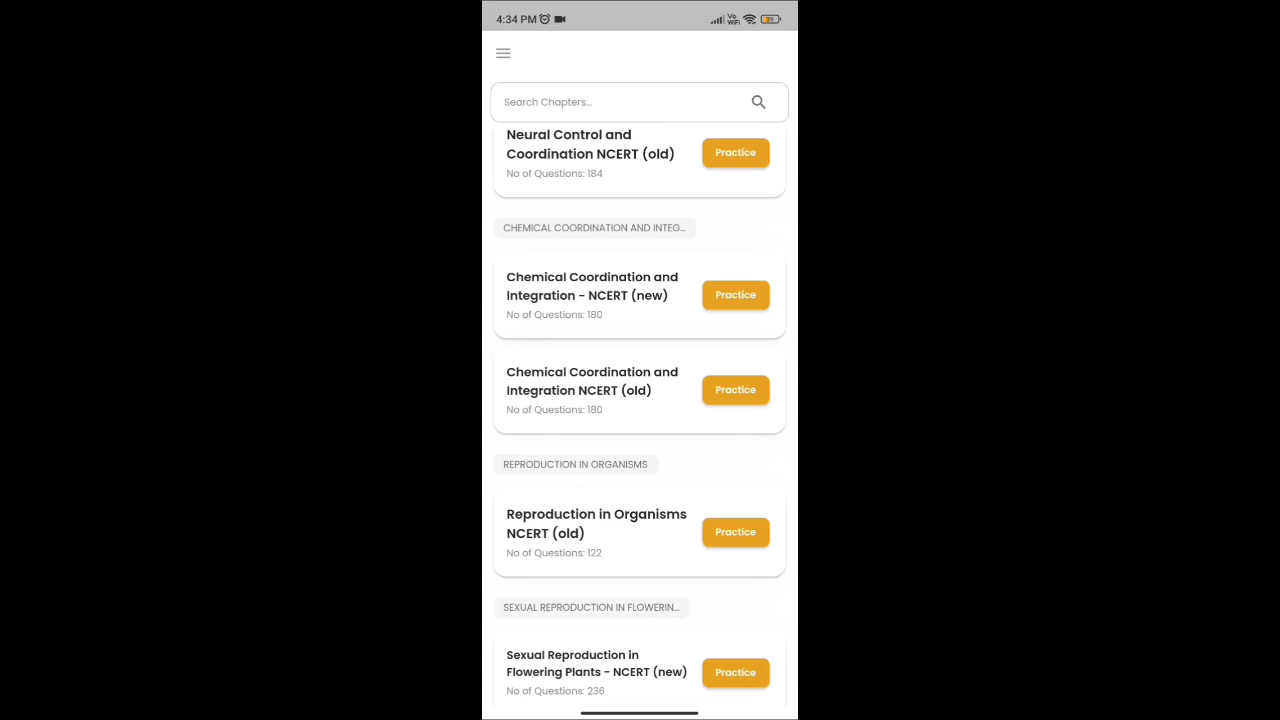 4:34 PM
Vo
WiFi
39
Search Chapters...
Neural Control and
Coordination NCERT (old)
No of Questions: 184
Practice
CHEMICAL COORDINATION AND INTEG...
Chemical Coordination and
Integration - NCERT (new)
No of Questions: 180
Practice
Chemical Coordination and
Integration NCERT (old)
No of Questions: 180
Practice
REPRODUCTION IN ORGANISMS
Reproduction in Organisms
NCERT (old)
No of Questions: 122
Practice
SEXUAL REPRODUCTION IN FLOWERIN...
Sexual Reproduction in
Flowering Plants - NCERT (new)
No of Questions: 236
Practice